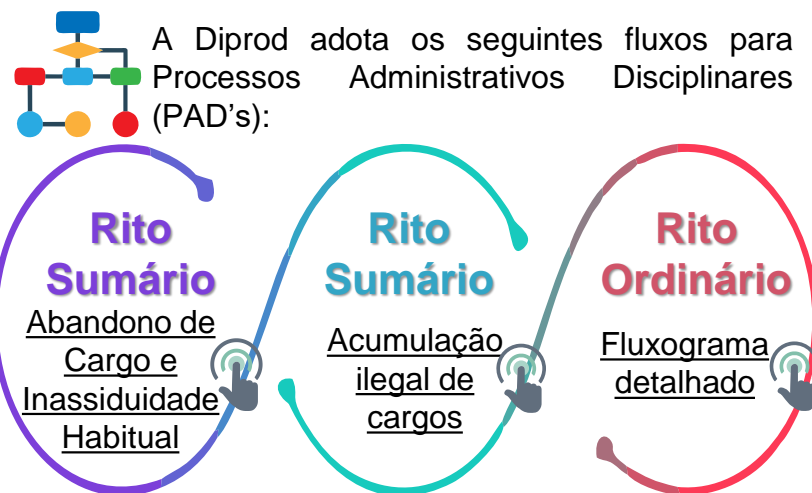 A Diprod adota os seguintes fluxos para
Processos Administrativos Disciplinares
(PAD's):
Rito
Sumário
Abandono de
Cargo e
Inassiduidade
Habitual
Rito
Sumário
Acumulação
ilegal de
cargos
Rito
Ordinário
Fluxograma
detalhado